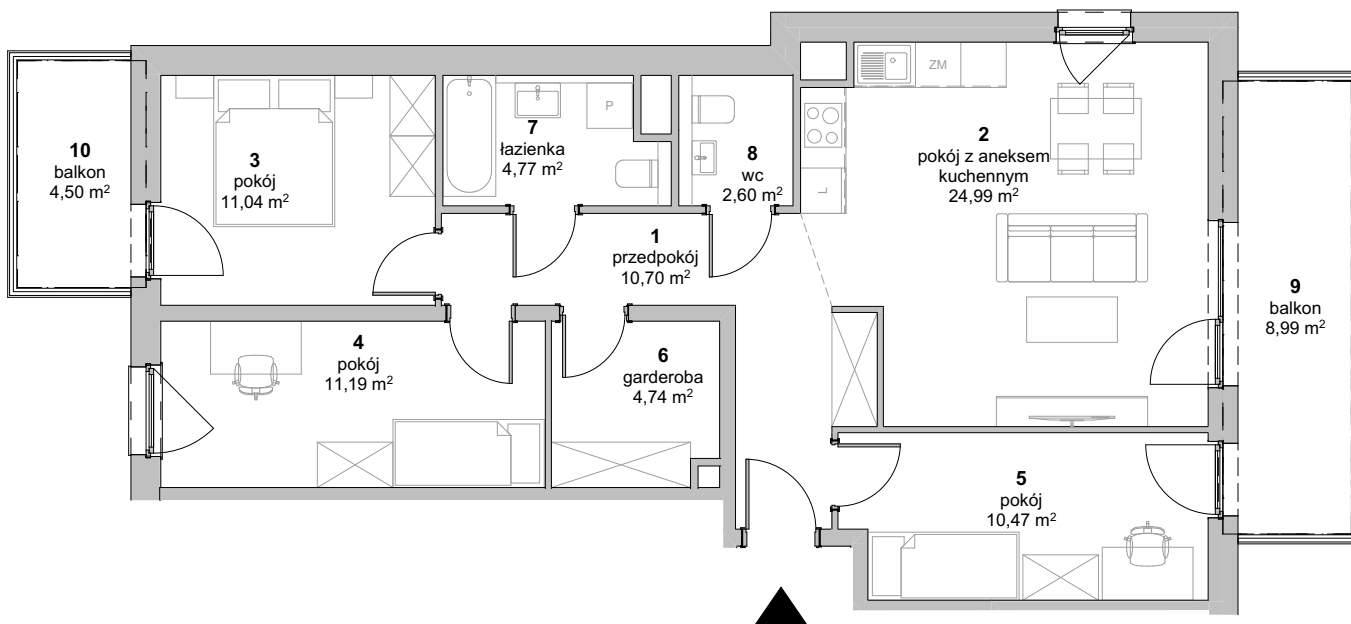 10
balkon
4,50 m²
3
pokój
11,04 m²
7
łazienka
4,77 m²
P
8
wc
2,60 m²
ZM
L
2
pokój z aneksem
kuchennym
24,99 m²
1
przedpokój
10,70 m²
9
balkon
8,99 m²
4
pokój
11,19 m²
6
garderoba
4,74 m²
5
pokój
10,47 m²